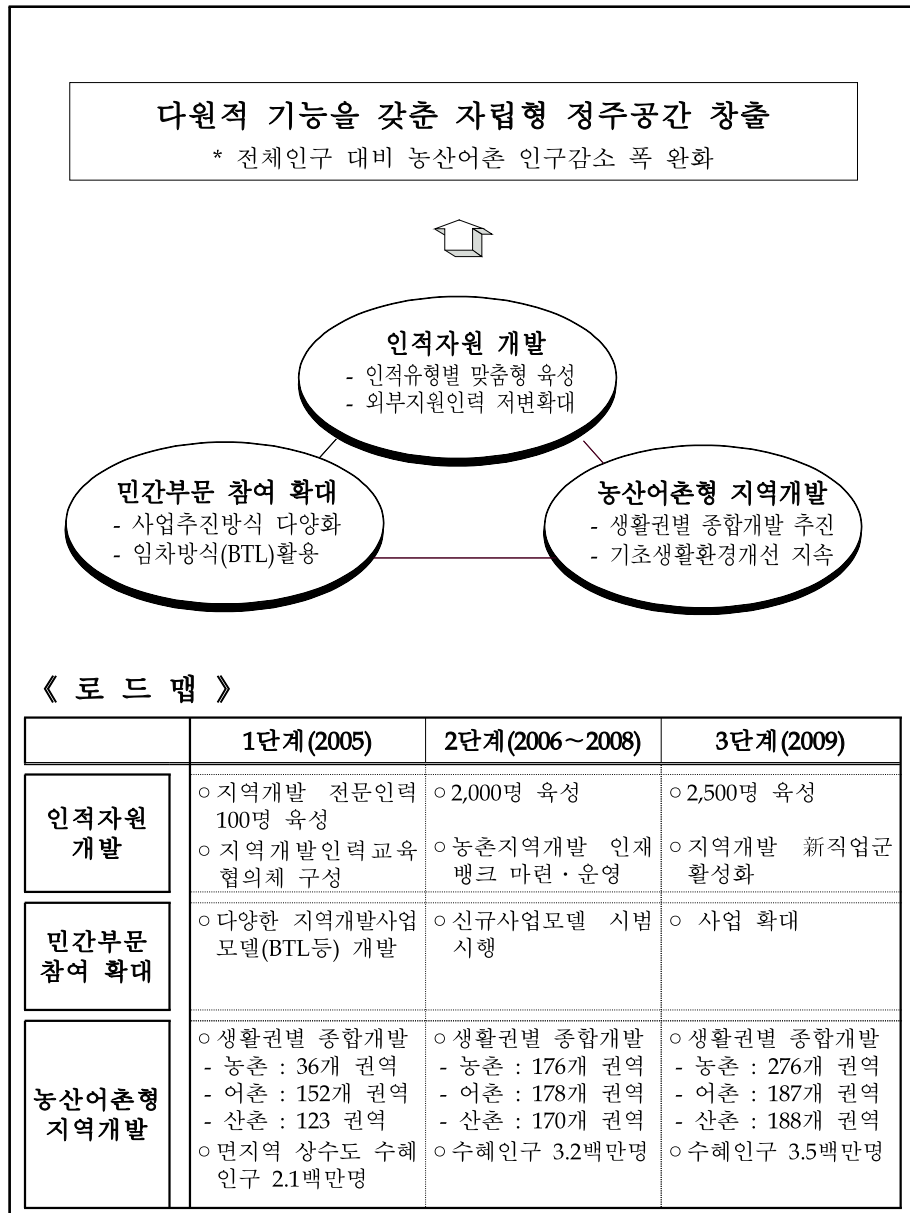 다원적 기능을 갖춘 자립형 정주공간 창출
* 전체인구 대비 농산어촌 인구감소 폭 완화
인적자원 개발
- 인적유형별 맞춤형 육성
- 외부지원인력 저변확대
민간부문 참여 확대
- 사업추진방식 다양화
- 임차방식(BTL)활용
농산어촌형 지역개발
- 생활권별 종합개발 추진
- 기초생활환경개선 지속
《 로 드 맵 》
1단계(2005) 2단계(2006~2008) 3단계(2009)
인적자원
개발
○ 지역개발 전문인력
100명 육성
○ 지역개발인력교육
협의체 구성
○ 2,000명 육성
○ 농촌지역개발 인재
뱅크 마련·운영
○ 2,500명 육성
○ 지역개발 新직업군
활성화
민간부문
참여 확대
○ 다양한 지역개발사업
모델(BTL등) 개발
○ 신규사업모델 시범
시행
○ 사업 확대
농산어촌형
지역개발
○ 생활권별 종합개발
- 농촌 : 36개 권역
- 어촌 : 152개 권역
- 산촌 : 123 권역
○ 면지역 상수도 수혜
인구 2.1백만명
○ 생활권별 종합개발
- 농촌 : 176개 권역
- 어촌 : 178개 권역
- 산촌 : 170개 권역
○ 수혜인구 3.2백만명
○ 생활권별 종합개발
- 농촌 : 276개 권역
- 어촌 : 187개 권역
- 산촌 : 188개 권역
○ 수혜인구 3.5백만명